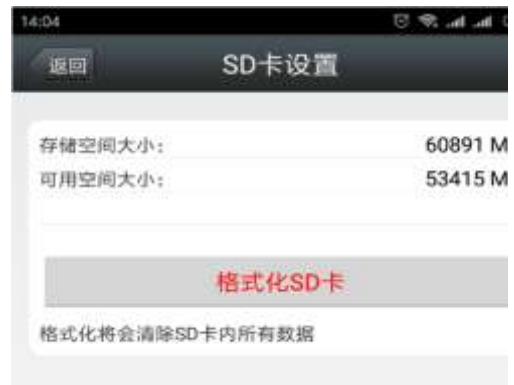 14:04
返回
SD卡设置
存储空间大小：
60891 M
可用空间大小：
53415 M
格式化SD卡
格式化将会清除SD卡内所有数据